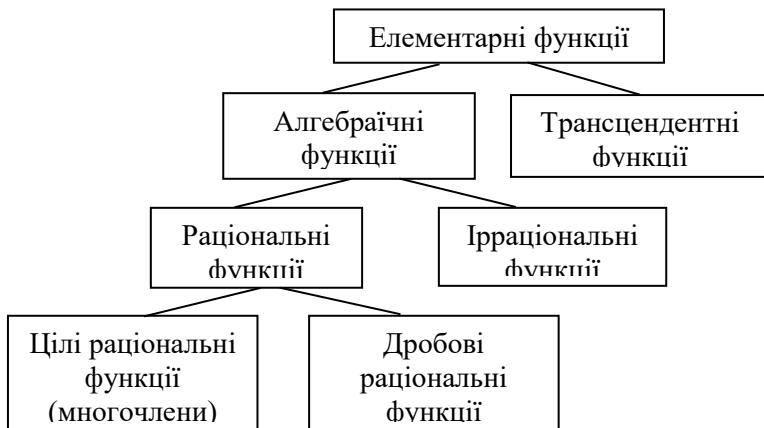 Елементарні функції
Алгебраїчні
функції
Трансцендентні
функції
Раціональні
функції
Ірраціональні
функції
Цілі раціональні
функції
(многочлени)
Дробові
раціональні
функції